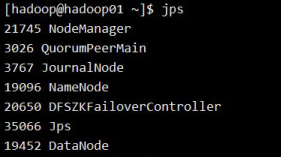 [hadoop@hadoop01 ~]$ jps
21745 NodeManager
3026 QuorumPeerMain
3767 JournalNode
19096 NameNode
20650 DFSZKFailoverController
35066 Jps
19452 DataNode